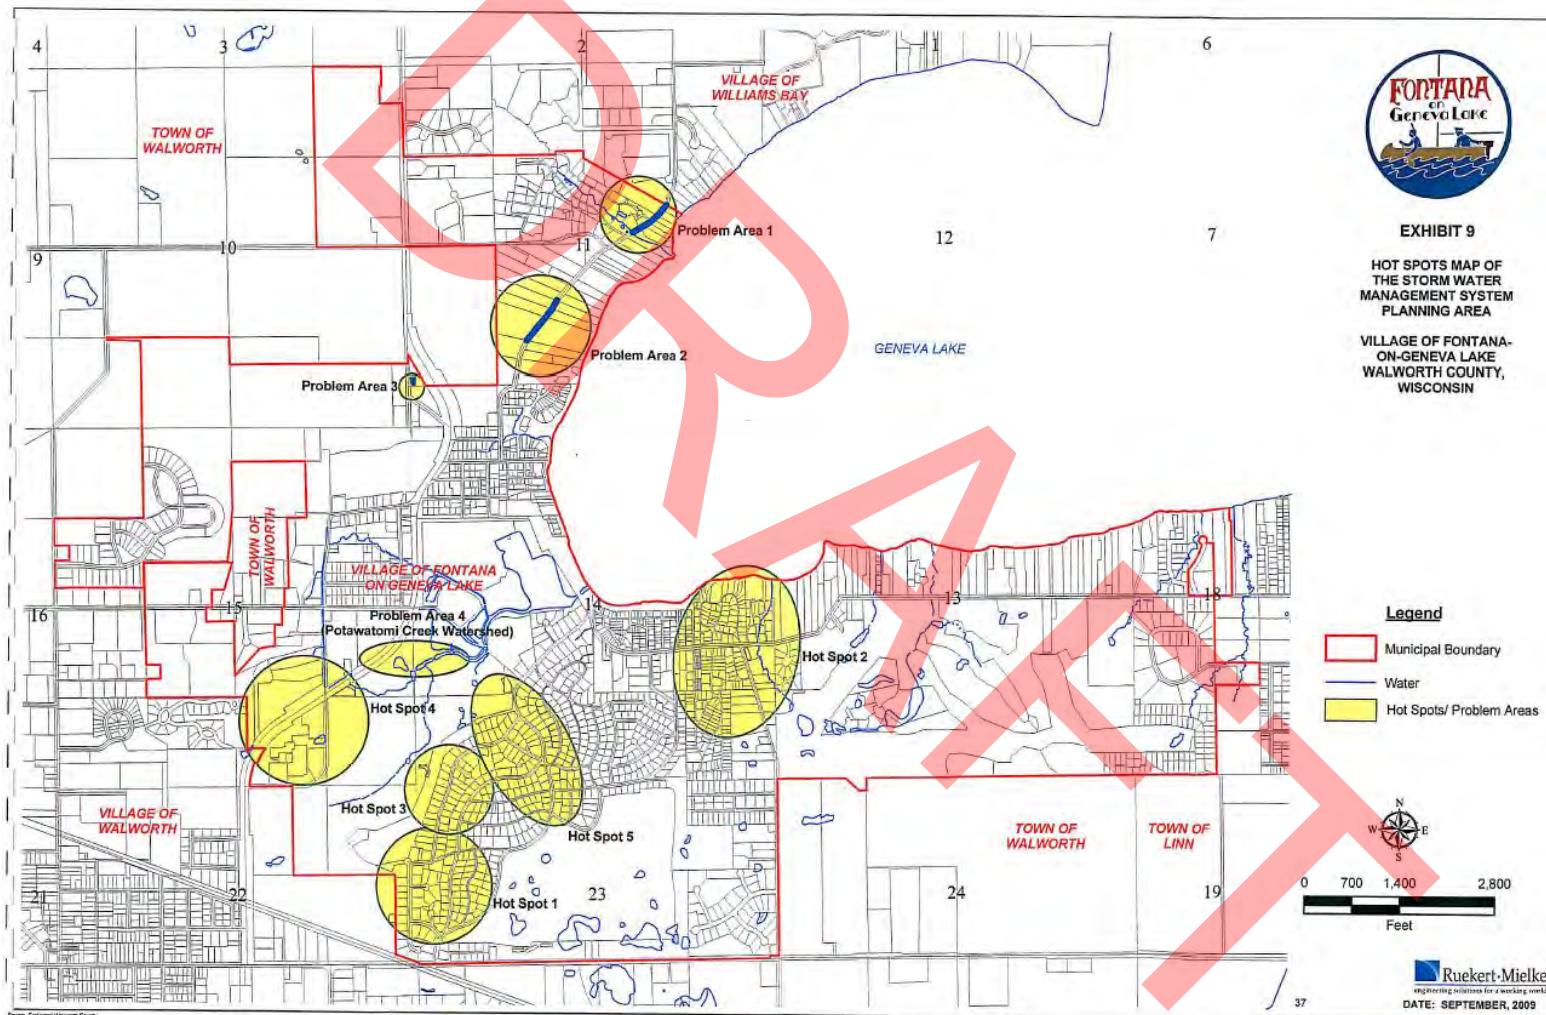 4
3
2
1
6
VILLAGE OF
WILLIAMS BAY
TOWN OF
WALWORTH
FONTANA
on
Geneva Lake
Problem Area 1
9
10
11
12
7
EXHIBIT 9
HOT SPOTS MAP OF
THE STORM WATER
MANAGEMENT SYSTEM
PLANNING AREA
VILLAGE OF FONTANA-
ON-GENEVA LAKE
WALWORTH COUNTY,
WISCONSIN
GENEVA LAKE
Problem Area 2
Problem Area 3
TOWN OF
WALWORTH
VILLAGE OF FONTANA
ON GENEVA LAKE
16
15
14
13
18
Problem Area 4
(Potawatomi Creek Watershed)
Hot Spot 2
Hot Spot 4
Legend
Municipal Boundary
Water
Hot Spots/ Problem Areas
Hot Spot 3
Hot Spot 5
VILLAGE OF
WALWORTH
TOWN OF
WALWORTH
TOWN OF
LINN
N
W
E
S
21
22
Hot Spot 1
23
24
19
0 700 1,400 2,800
Feet
Ruekert·Mielke
engineering solutions for a working world
37
DATE: SEPTEMBER, 2009
DRAFT